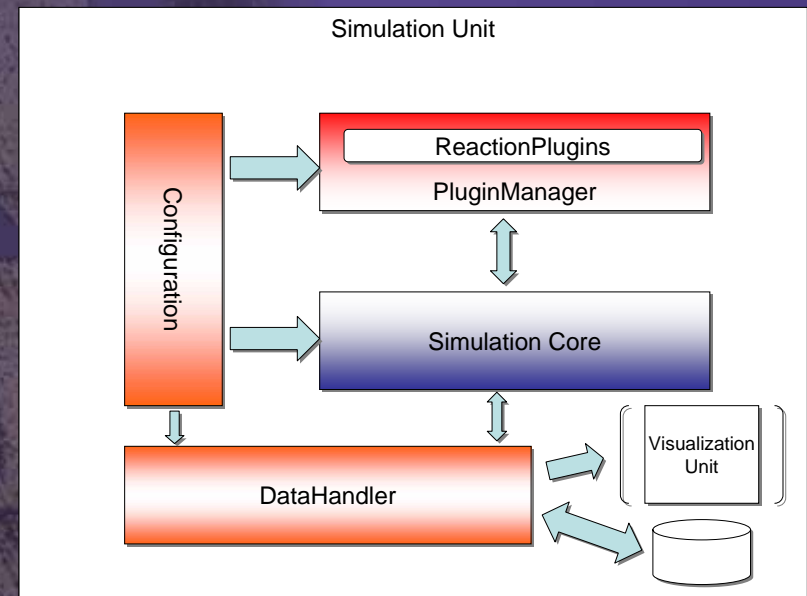 Simulation Unit
ReactionPlugins
PluginManager
Configuration
Simulation Core
Visualization
Unit
DataHandler